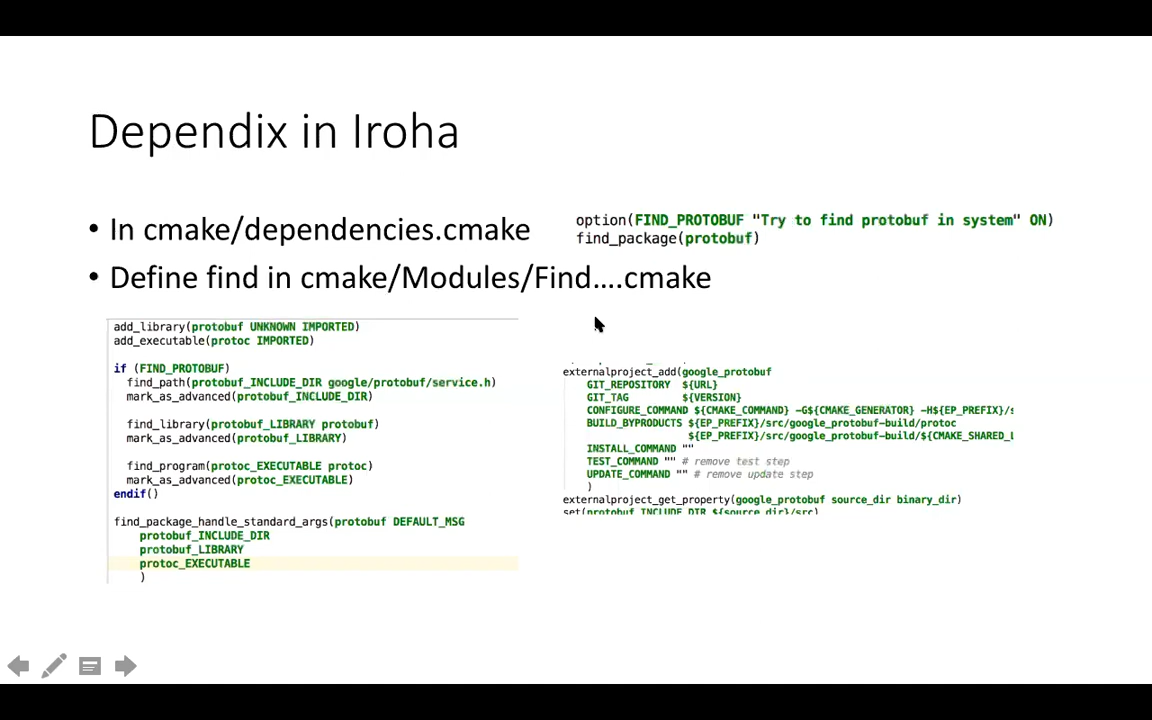 Dependix in Iroha
• In cmake/dependencies.cmake
option(FIND_PROTOBUF "Try to find protobuf in system" ON)
find_package(protobuf)
• Define find in cmake/Modules/Find….cmake
add_library(protobuf UNKNOWN IMPORTED)
add_executable(protoc IMPORTED)
if (FIND_PROTOBUF)
find_path(protobuf_INCLUDE_DIR google/protobuf/service.h)
mark_as_advanced(protobuf_INCLUDE_DIR)
find_library(protobuf_LIBRARY protobuf)
mark_as_advanced(protobuf_LIBRARY)
find_program(protoc_EXECUTABLE protoc)
mark_as_advanced(protoc_EXECUTABLE)
endif()
find_package_handle_standard_args(protobuf DEFAULT_MSG
protobuf_INCLUDE_DIR
protobuf_LIBRARY
protoc_EXECUTABLE
)
externalproject_add(google_protobuf
GIT_REPOSITORY ${URL}
GIT_TAG ${VERSION}
CONFIGURE_COMMAND ${CMAKE_COMMAND} -G${CMAKE_GENERATOR} -H${EP_PREFIX}/s
BUILD_BYPRODUCTS ${EP_PREFIX}/src/google_protobuf-build/protoc
${EP_PREFIX}/src/google_protobuf-build/${CMAKE_SHARED_L
INSTALL_COMMAND ""
TEST_COMMAND "" # remove test step
UPDATE_COMMAND "" # remove update step
)
externalproject_get_property(google_protobuf source_dir binary_dir)
set(protobuf_INCLUDE_DIR ${source_dir}/src)